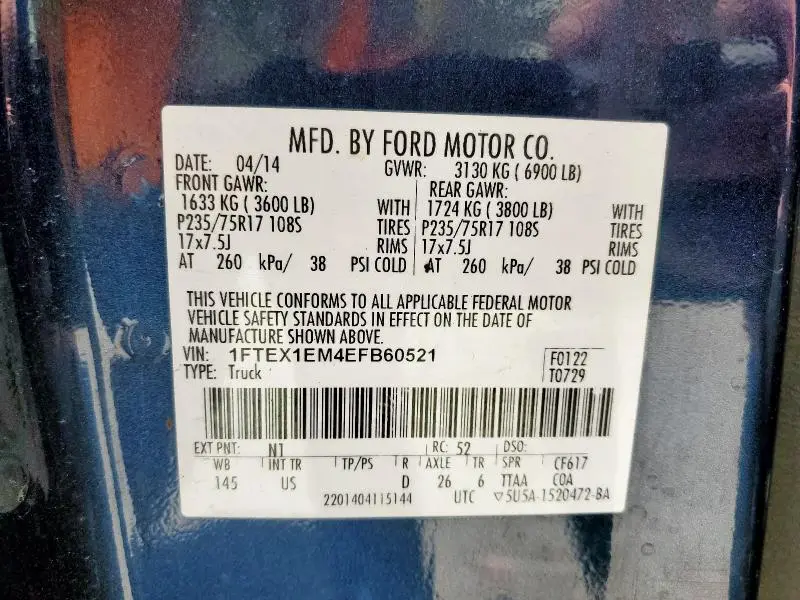 MFD. BY FORD MOTOR CO.
DATE: 04/14 GVWR: 3130 KG ( 6900 LB)
FRONT GAWR: REAR GAWR:
1633 KG ( 3600 LB) WITH 1724 KG ( 3800 LB) WITH
P235/75R17 108S TIRES P235/75R17 108S TIRES
17x7.5J RIMS 17x7.5J RIMS
AT 260 kPa/ 38 PSI COLD AT 260 kPa/ 38 PSI COLD
THIS VEHICLE CONFORMS TO ALL APPLICABLE FEDERAL MOTOR
VEHICLE SAFETY STANDARDS IN EFFECT ON THE DATE OF
MANUFACTURE SHOWN ABOVE.
VIN: 1FTEX1EM4EFB60521 F0122
TYPE: Truck T0729
EXT PNT: N1 RC: 52 DSO:
WB INT TR TP/PS R AXLE TR SPR CF617
145 US D 26 6 TTAA COA
2201404115144 UTC ▽5U5A-1520472-BA